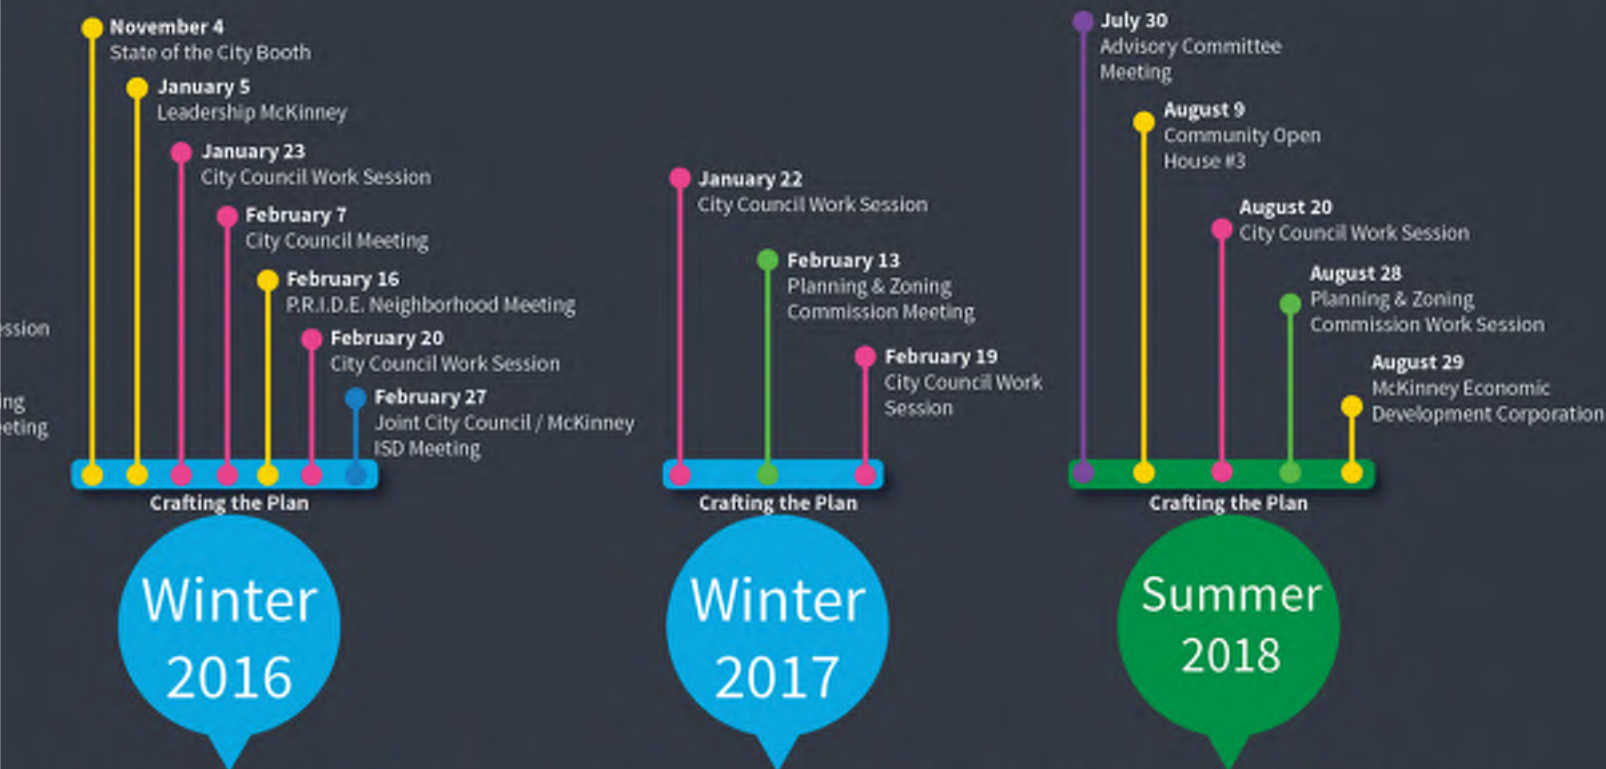 November 4
State of the City Booth
January 5
Leadership McKinney
January 23
City Council Work Session
February 7
City Council Meeting
February 16
P.R.I.D.E. Neighborhood Meeting
February 20
City Council Work Session
February 27
Joint City Council / McKinney
ISD Meeting
Crafting the Plan
Winter
2016
January 22
City Council Work Session
February 13
Planning & Zoning
Commission Meeting
February 19
City Council Work
Session
Crafting the Plan
Winter
2017
July 30
Advisory Committee
Meeting
August 9
Community Open
House #3
August 20
City Council Work Session
August 28
Planning & Zoning
Commission Work Session
August 29
McKinney Economic
Development Corporation
Crafting the Plan
Summer
2018